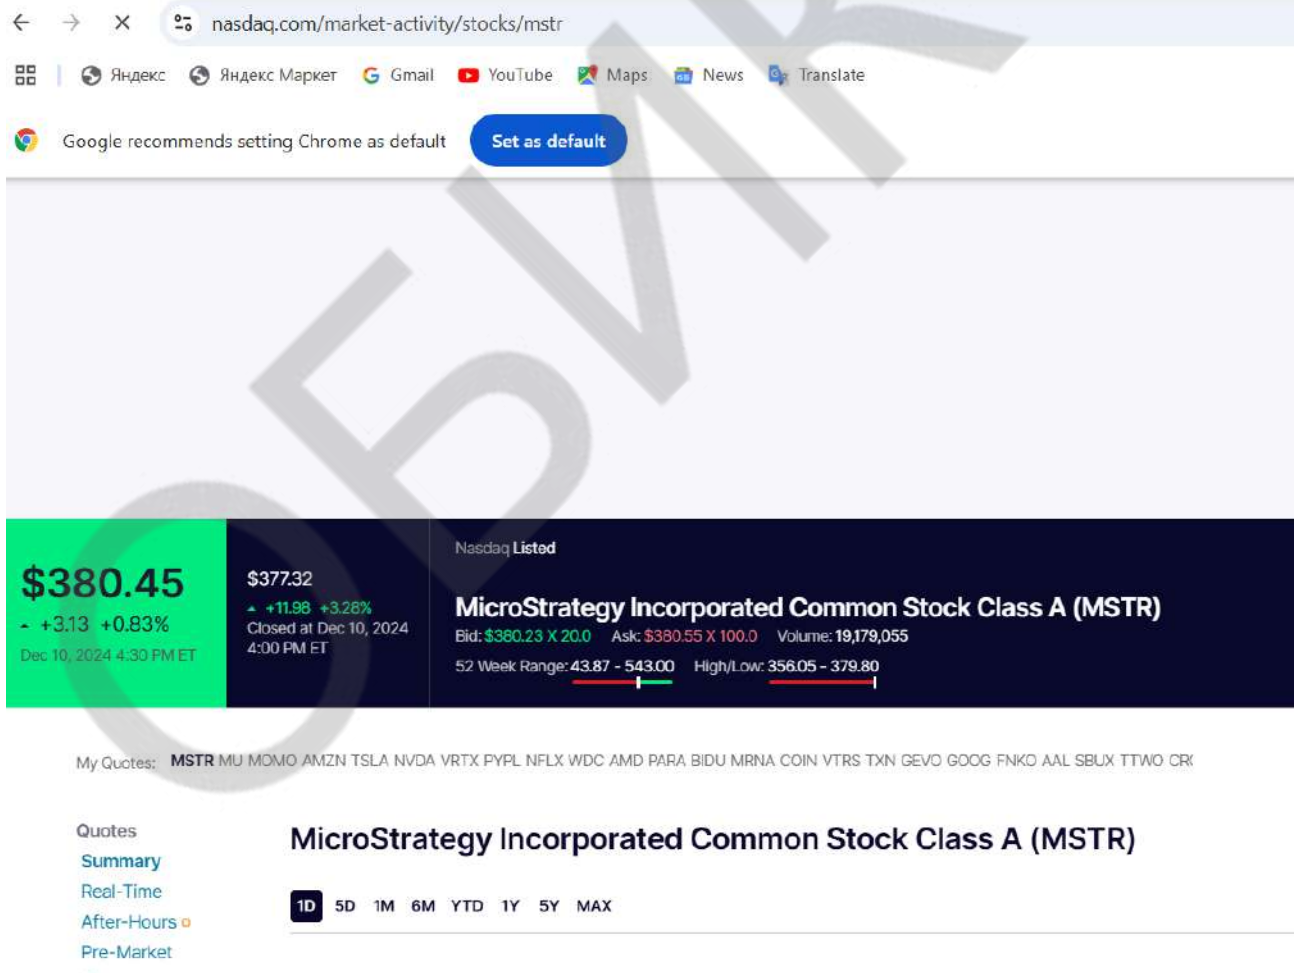 nasdaq.com/market-activity/stocks/mstr
Яндекс Яндекс Маркет Gmail YouTube Maps News Translate
Google recommends setting Chrome as default Set as default
ОБИ
Nasdaq Listed
$380.45
+3.13 +0.83%
Dec 10, 2024 4:30 PM ET
$377.32
+11.98 +3.28%
Closed at Dec 10, 2024
4:00 PM ET
MicroStrategy Incorporated Common Stock Class A (MSTR)
Bid: $380.23 X 20.0 Ask: $380.55 X 100.0 Volume: 19,179,055
52 Week Range: 43.87 - 543.00 High/Low: 356.05 - 379.80
My Quotes: MSTR MU MOMO AMZN TSLA NVDA VRTX PYPL NFLX WDC AMD PARA BIDU MRNA COIN VTRS TXN GEVO GOOG FNKO AAL SBUX TTWO
Quotes
Summary
Real-Time
After-Hours
Pre-Market
MicroStrategy Incorporated Common Stock Class A (MSTR)
1D 5D 1M 6M YTD 1Y 5Y MAX